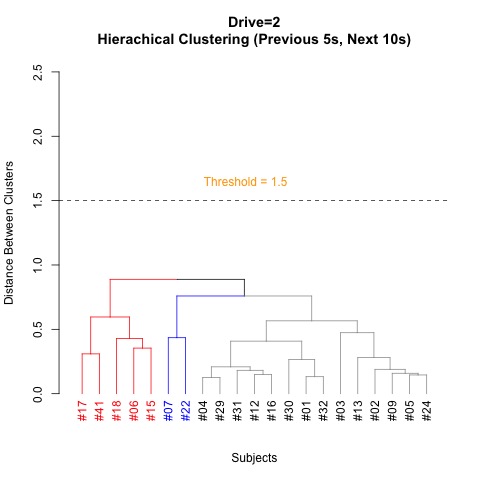 Drive=2
Hierachical Clustering (Previous 5s, Next 10s)
2.5
2.0
1.5
1.0
0.5
0.0
Distance Between Clusters
Threshold = 1.5
#17 #41 #18 #06 #15 #07 #22 #04 #29 #31 #12 #16 #30 #01 #32 #03 #13 #02 #09 #05 #24
Subjects